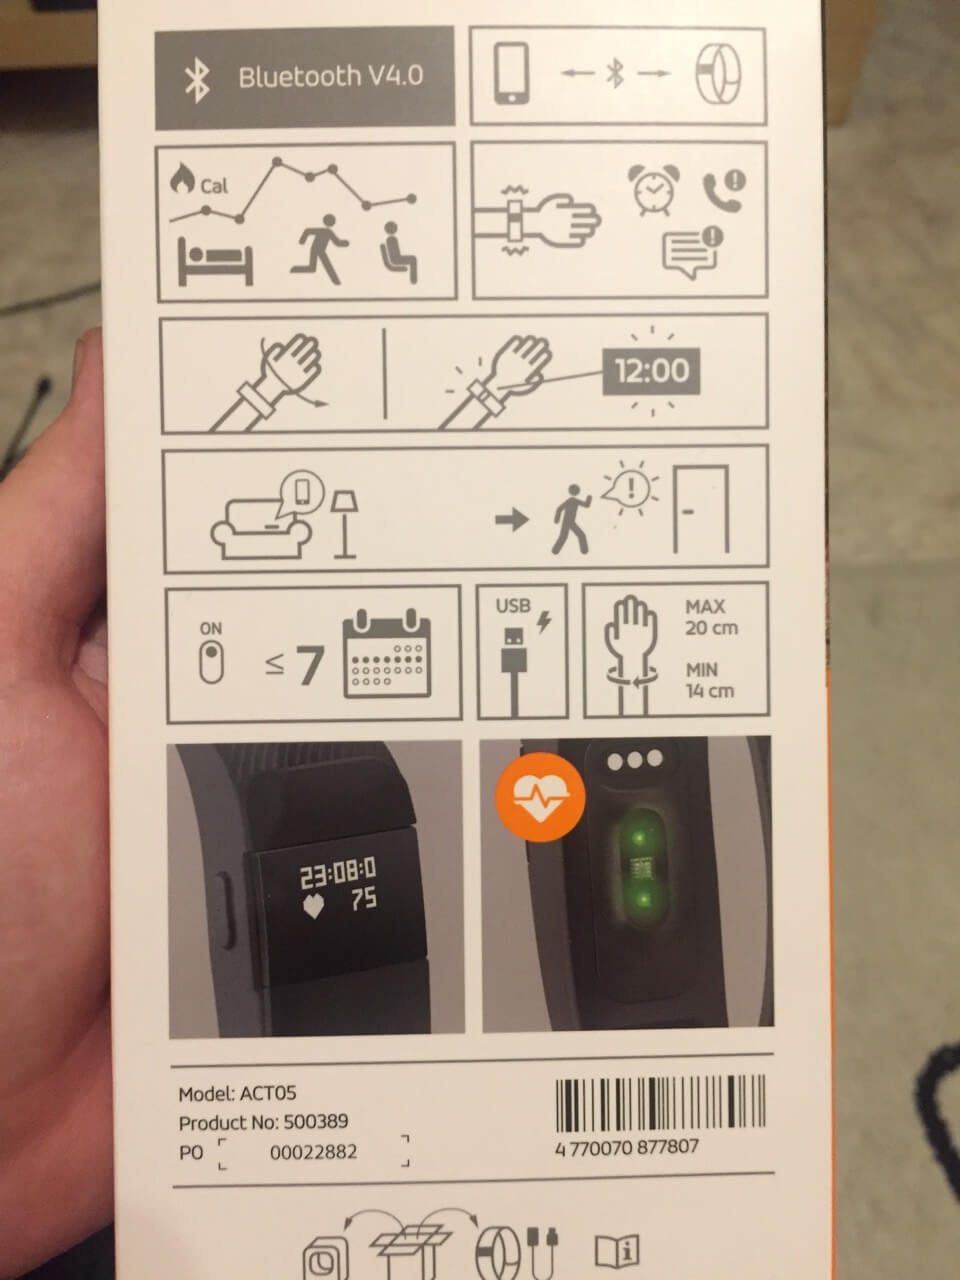 Bluetooth V4.0
Cal
12:00
ON
≤ 7
USB
MAX
20 cm
MIN
14 cm
23:08:0
75
Model: ACT05
Product No: 500389
PO 00022882
4 770070 877807